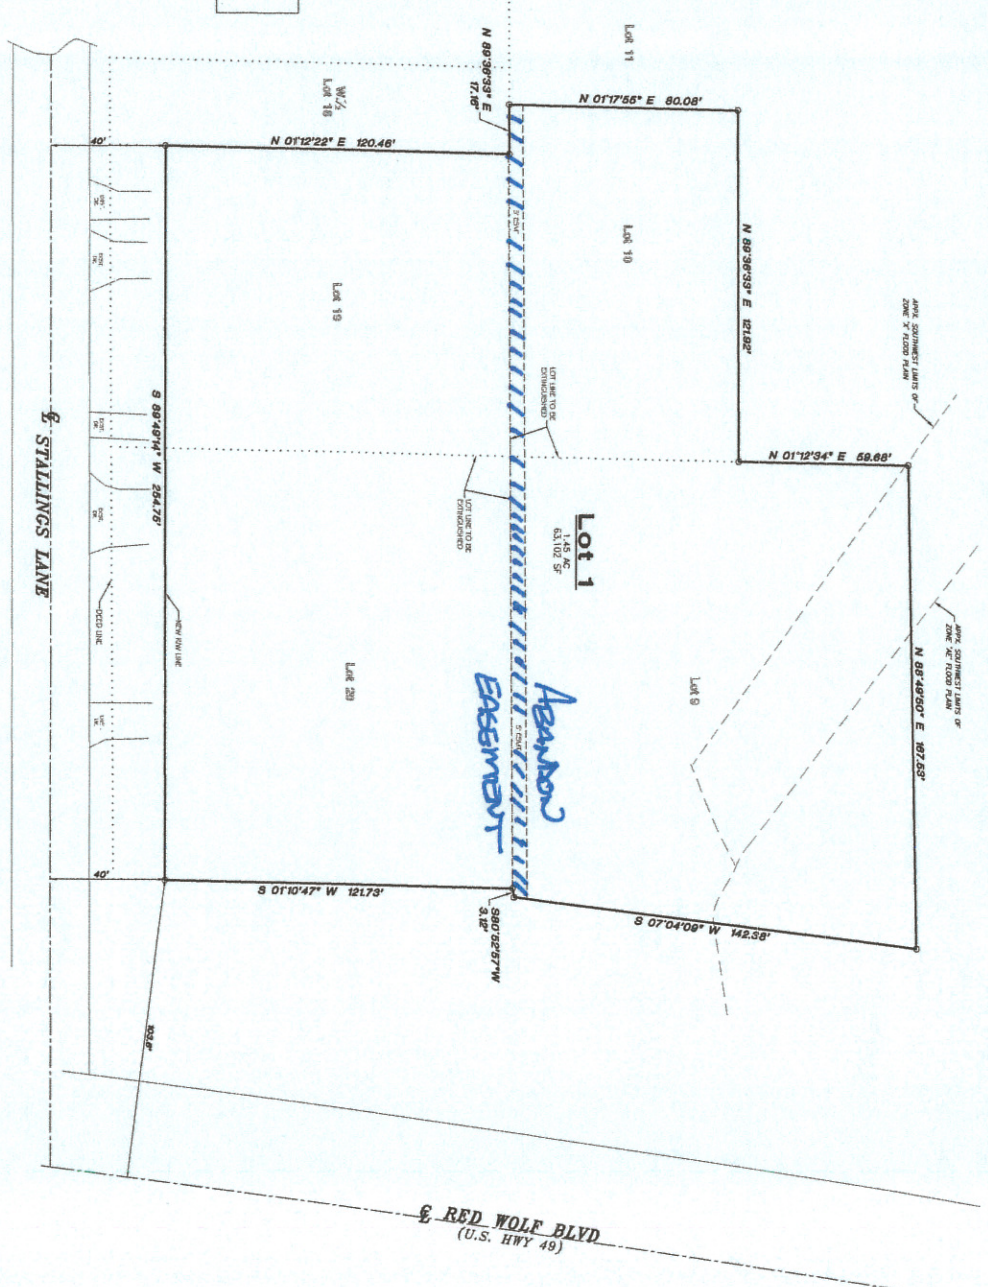 Lot 11
N 89°36'33" E
17.16'
N 01°17'55" E 80.08'
W.½
Lot 18
40'
N 01°12'22" E 120.46'
5' ESMT.
Lot 10
N 89°36'33" E 121.92'
APPX. SOUTHWEST LIMITS OF
ZONE 'X' FLOOD PLAIN
Lot 19
LOT LINE TO BE
EXTINGUISHED
N 01°12'34" E 59.68'
S 89°49'14" W 254.76'
℄ STALLINGS LANE
LOT LINE TO BE
EXTINGUISHED
Lot 1
1.45 AC
63,102 SF
DEED LINE
NEW R/W LINE
Lot 20
Lot 9
APPX. SOUTHWEST LIMITS OF
ZONE 'AE' FLOOD PLAIN
N 88°49'50" E 167.53'
ABANDON
EASEMENT
5' ESMT.
40'
S 01°10'47" W 121.73'
S80°52'57"W
3.12'
S 07°04'09" W 142.38'
℄ RED WOLF BLVD
(U.S. HWY 49)